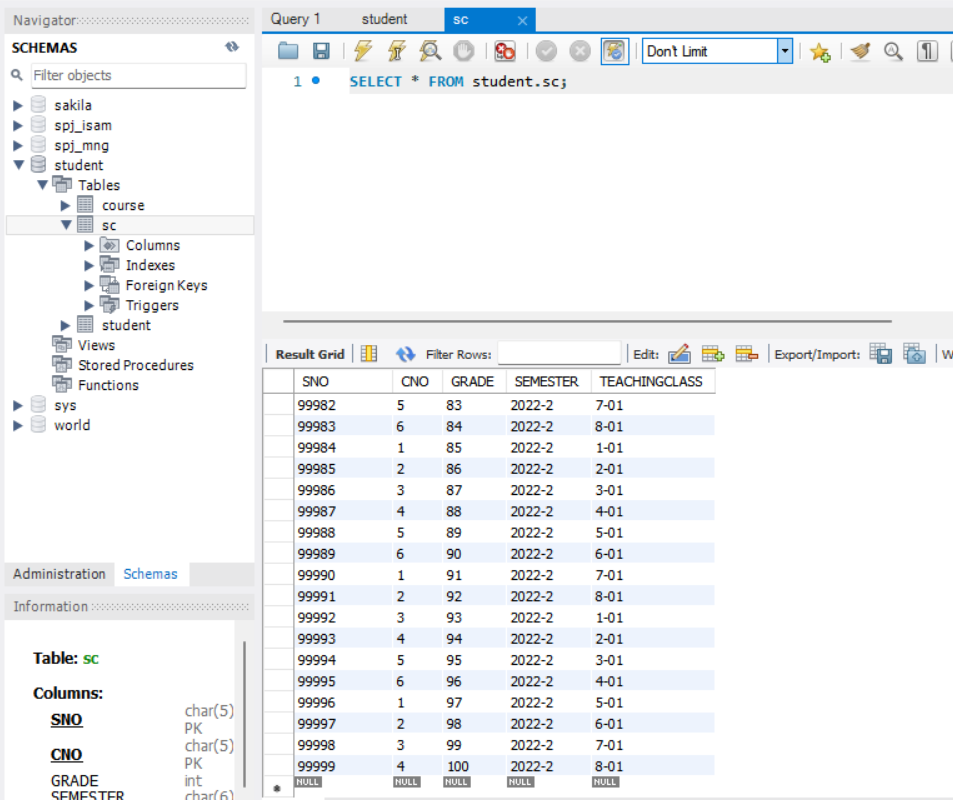 Navigator
SCHEMAS
Filter objects
sakila
spj_isam
spj_mng
student
Tables
course
sc
Columns
Indexes
Foreign Keys
Triggers
student
Views
Stored Procedures
Functions
sys
world
Administration Schemas
Information
Table: sc
Columns:
SNO char(5)
PK
CNO char(5)
PK
GRADE int
SEMESTER char(6)
Query 1 student sc
Don't Limit
1 SELECT * FROM student.sc;
Result Grid Filter Rows: Edit: Export/Import: W
SNO CNO GRADE SEMESTER TEACHINGCLASS
99982 5 83 2022-2 7-01
99983 6 84 2022-2 8-01
99984 1 85 2022-2 1-01
99985 2 86 2022-2 2-01
99986 3 87 2022-2 3-01
99987 4 88 2022-2 4-01
99988 5 89 2022-2 5-01
99989 6 90 2022-2 6-01
99990 1 91 2022-2 7-01
99991 2 92 2022-2 8-01
99992 3 93 2022-2 1-01
99993 4 94 2022-2 2-01
99994 5 95 2022-2 3-01
99995 6 96 2022-2 4-01
99996 1 97 2022-2 5-01
99997 2 98 2022-2 6-01
99998 3 99 2022-2 7-01
99999 4 100 2022-2 8-01
NULL NULL NULL NULL NULL